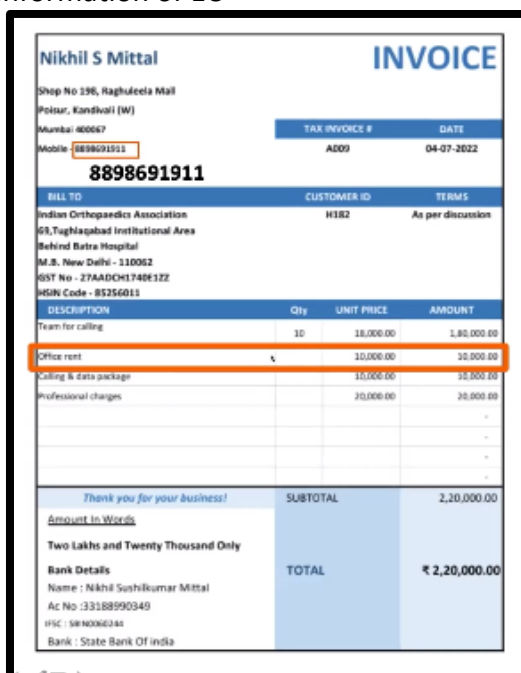 Nikhil S Mittal
INVOICE
Shop No 198, Raghuleela Mall
Poisur, Kandivali (W)
Mumbai 400067
TAX INVOICE # DATE
Mobile - 8898691911 A009 04-07-2022
8898691911
BILL TO CUSTOMER ID TERMS
Indian Orthopaedics Association H182 As per discussion
69,Tughlaqabad Institutional Area
Behind Batra Hospital
M.B. New Delhi - 110062
GST No - 27AADCH1740E1ZZ
HSIN Code - 85256011
DESCRIPTION Qty UNIT PRICE AMOUNT
Team for calling 10 18,000.00 1,80,000.00
Office rent 10,000.00 10,000.00
Calling & data package 10,000.00 10,000.00
Professional charges 20,000.00 20,000.00
-
-
-
-
Thank you for your business! SUBTOTAL 2,20,000.00
Amount In Words
Two Lakhs and Twenty Thousand Only
Bank Details TOTAL ₹ 2,20,000.00
Name : Nikhil Sushilkumar Mittal
Ac No :33188990349
IFSC : SBIN0060244
Bank : State Bank Of india